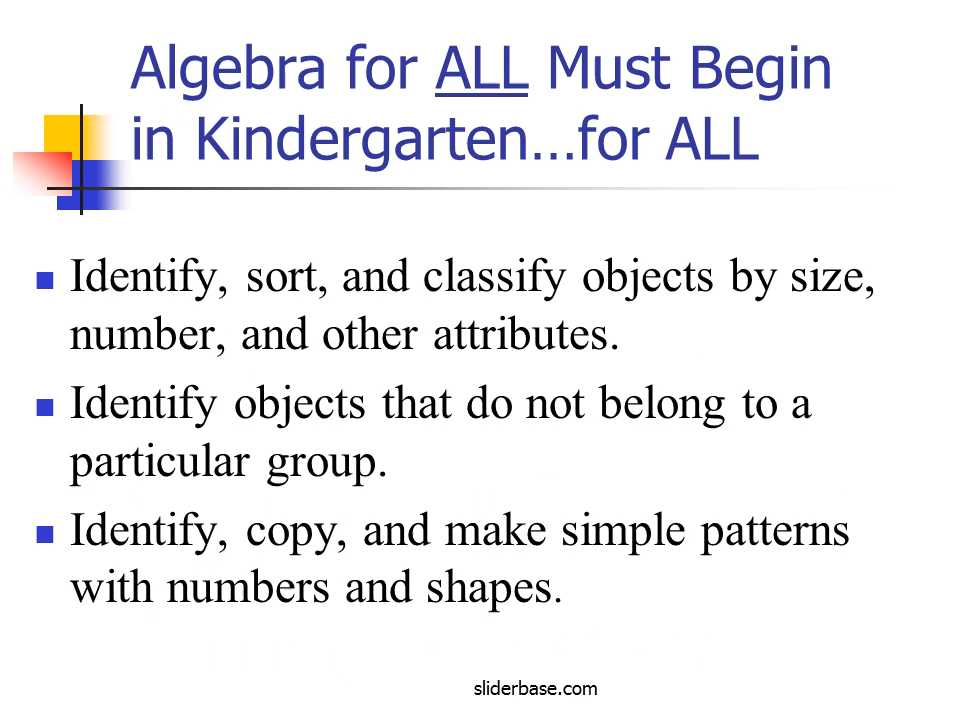 Algebra for ALL Must Begin
in Kindergarten…for ALL
Identify, sort, and classify objects by size,
number, and other attributes.
Identify objects that do not belong to a
particular group.
Identify, copy, and make simple patterns
with numbers and shapes.
sliderbase.com